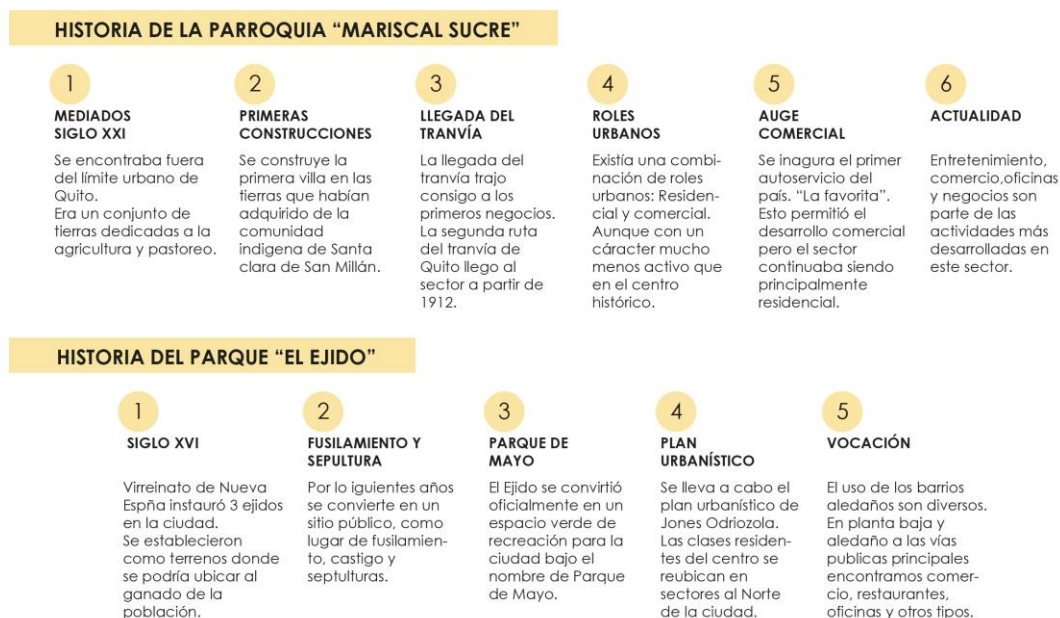 HISTORIA DE LA PARROQUIA “MARISCAL SUCRE”
1
MEDIADOS
SIGLO XXI
Se encontraba fuera
del límite urbano de
Quito.
Era un conjunto de
tierras dedicadas a la
agricultura y pastoreo.
2
PRIMERAS
CONSTRUCCIONES
Se construye la
primera villa en las
tierras que habían
adquirido de la
comunidad
indigena de Santa
clara de San Millán.
3
LLEGADA DEL
TRANVÍA
La llegada del
tranvía trajo
consigo a los
primeros negocios.
La segunda ruta
del tranvía de
Quito llego al
sector a partir de
1912.
4
ROLES
URBANOS
Existía una combi-
nación de roles
urbanos: Residen-
cial y comercial.
Aunque con un
cáracter mucho
menos activo que
en el centro
histórico.
5
AUGE
COMERCIAL
Se inagura el primer
autoservicio del
país. “La favorita”.
Esto permitió el
desarrollo comercial
pero el sector
continuaba siendo
principalmente
residencial.
6
ACTUALIDAD
Entretenimiento,
comercio,oficinas
y negocios son
parte de las
actividades más
desarrolladas en
este sector.
HISTORIA DEL PARQUE “EL EJIDO”
1
SIGLO XVI
Virreinato de Nueva
Espña instauró 3 ejidos
en la ciudad.
Se establecieron
como terrenos donde
se podría ubicar al
ganado de la
población.
2
FUSILAMIENTO Y
SEPULTURA
Por lo iguientes años
se convierte en un
sitio público, como
lugar de fusilamien-
to, castigo y
septulturas.
3
PARQUE DE
MAYO
El Ejido se convirtió
oficialmente en un
espacio verde de
recreación para la
ciudad bajo el
nombre de Parque
de Mayo.
4
PLAN
URBANÍSTICO
Se lleva a cabo el
plan urbanístico de
Jones Odriozola.
Las clases residen-
tes del centro se
reubican en
sectores al Norte
de la ciudad.
5
VOCACIÓN
El uso de los barrios
aledaños son diversos.
En planta baja y
aledaño a las vías
publicas principales
encontramos comer-
cio, restaurantes,
oficinas y otros tipos.